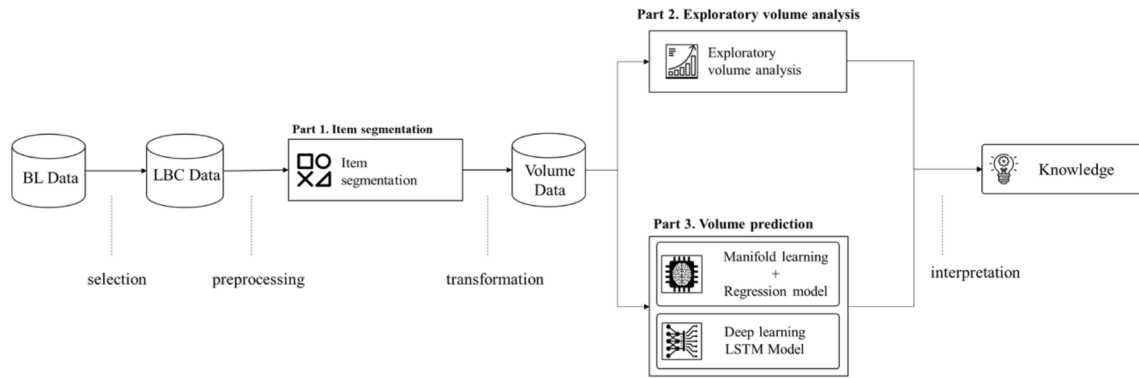 Part 2. Exploratory volume analysis
Exploratory
volume analysis
Part 1. Item segmentation
BL Data
LBC Data
Item
segmentation
Volume
Data
Knowledge
Part 3. Volume prediction
Manifold learning
+
Regression model
Deep learning
LSTM Model
selection
preprocessing
transformation
interpretation